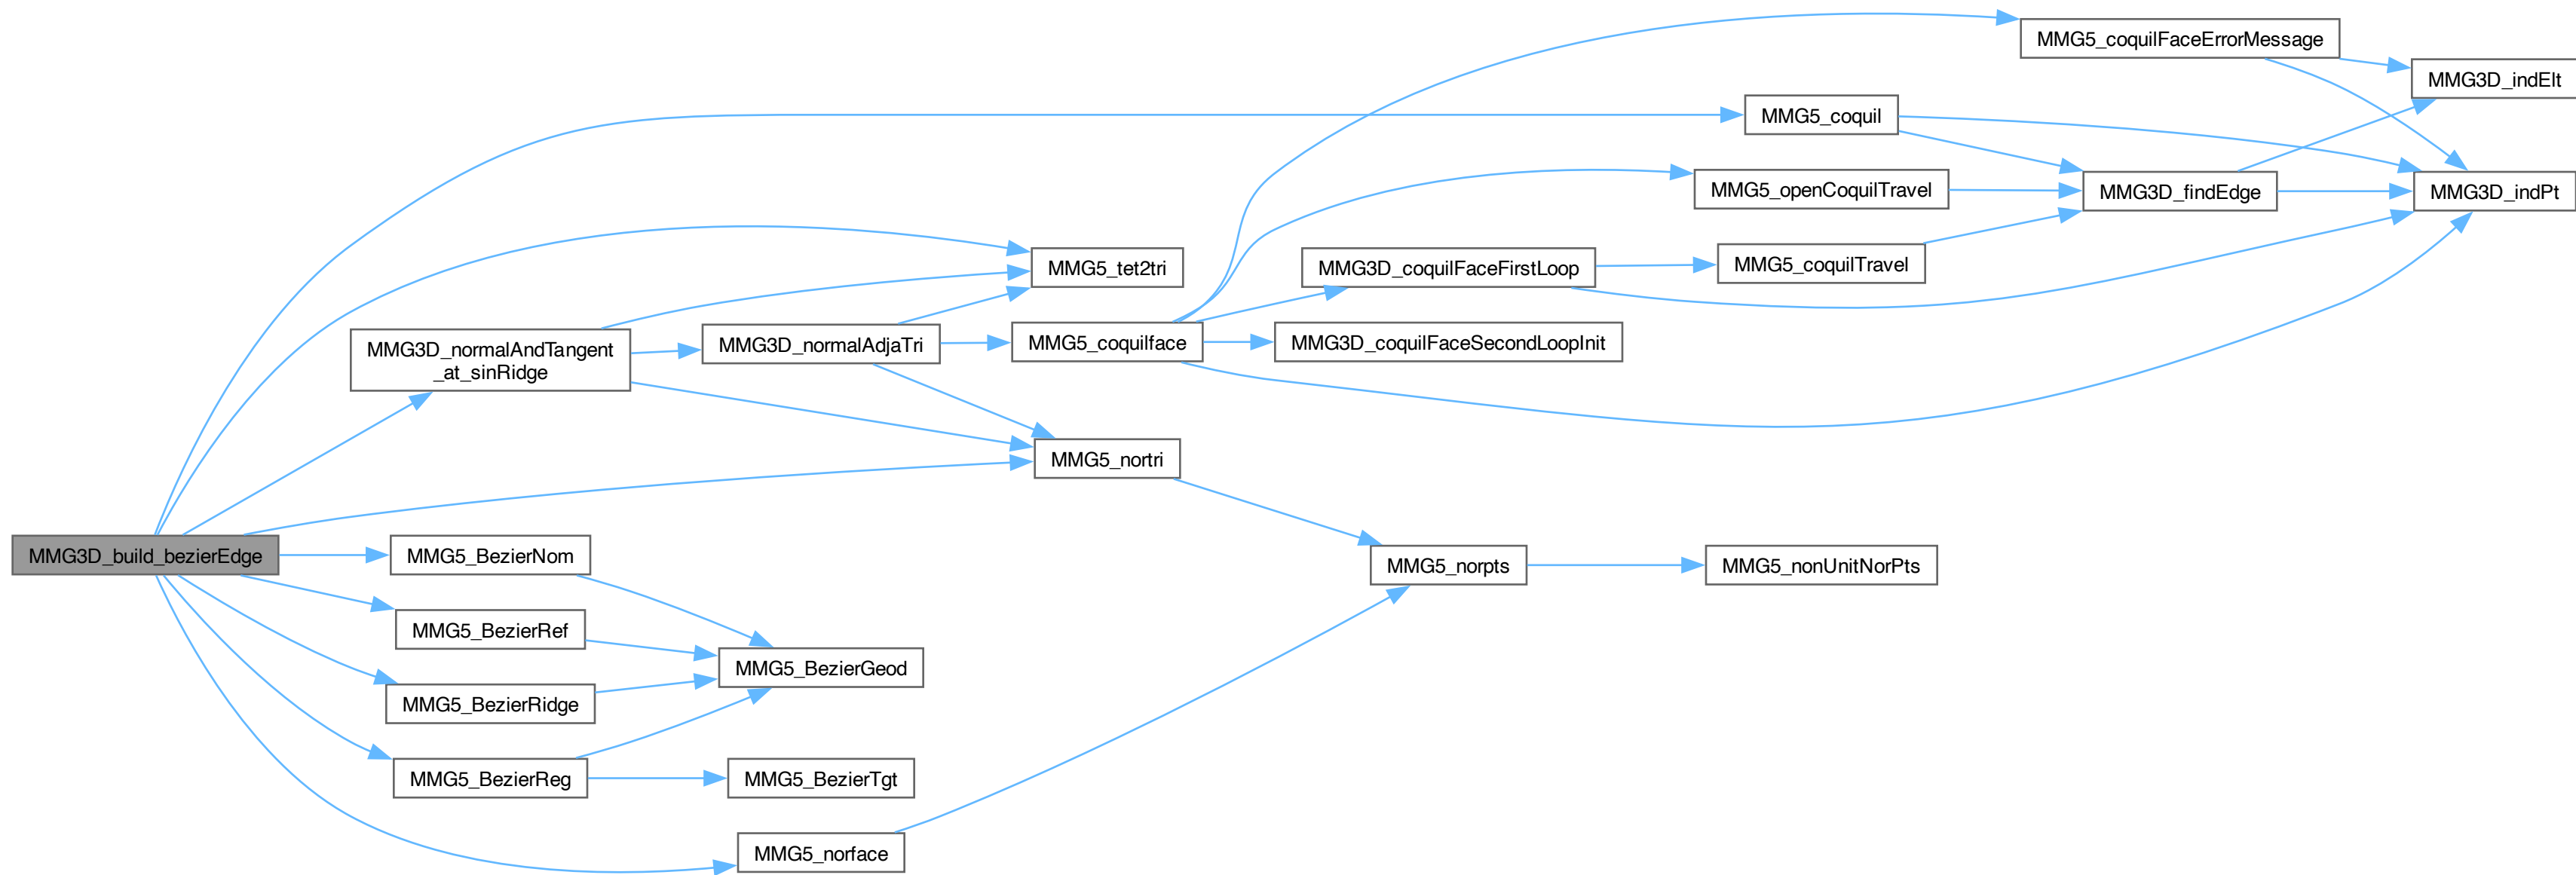 MMG5_coquilFaceErrorMessage
MMG3D_indElt
MMG5_coquil
MMG5_openCoquilTravel
MMG3D_findEdge
MMG3D_indPt
MMG5_tet2tri
MMG3D_coquilFaceFirstLoop
MMG5_coquilTravel
MMG3D_normalAndTangent
_at_sinRidge
MMG3D_normalAdjaTri
MMG5_coquilface
MMG3D_coquilFaceSecondLoopInit
MMG5_nortri
MMG3D_build_bezierEdge
MMG5_BezierNom
MMG5_norpts
MMG5_nonUnitNorPts
MMG5_BezierRef
MMG5_BezierGeod
MMG5_BezierRidge
MMG5_BezierReg
MMG5_BezierTgt
MMG5_norface